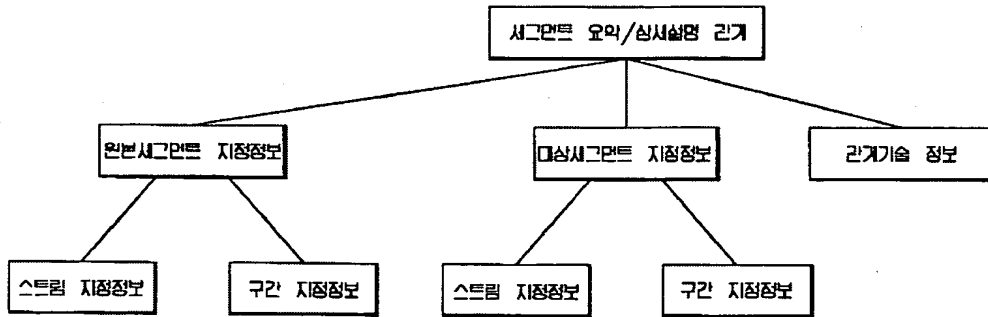 세그먼트 요약/상세설명 관계
원본세그먼트 지정정보
대상세그먼트 지정정보
관계기술 정보
스트림 지정정보
구간 지정정보
스트림 지정정보
구간 지정정보